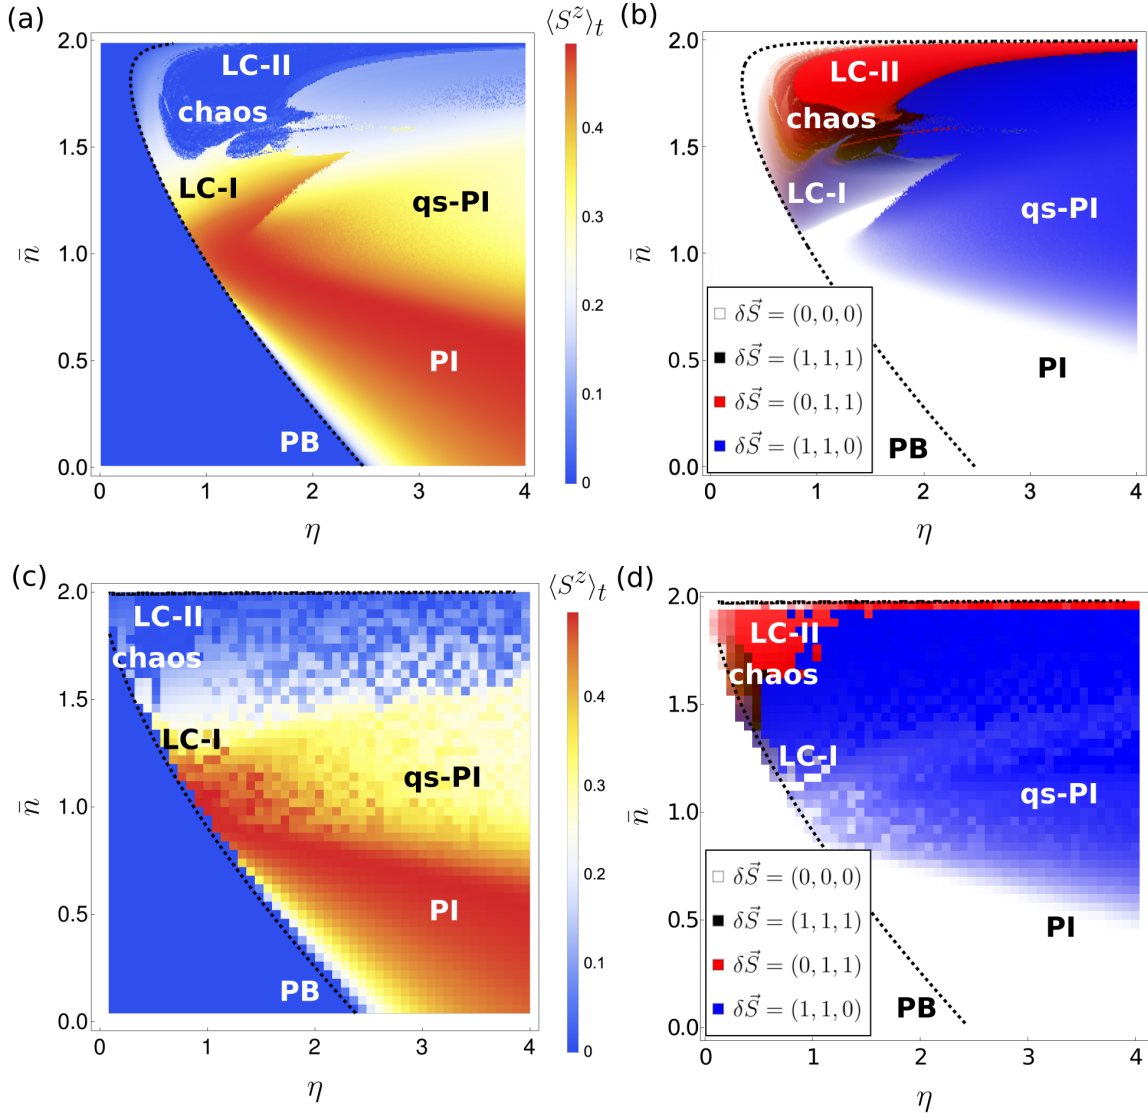 (a)
⟨S^z⟩_t
2.0
1.5
1.0
0.5
0.0
n̄
LC-II
chaos
LC-I
qs-PI
PI
PB
0 1 2 3 4
η
0.4
0.3
0.2
0.1
0
(b)
2.0
1.5
1.0
0.5
0.0
n̄
LC-II
chaos
LC-I
qs-PI
δS⃗ = (0, 0, 0)
δS⃗ = (1, 1, 1)
δS⃗ = (0, 1, 1)
δS⃗ = (1, 1, 0)
PI
PB
0 1 2 3 4
η
(c)
⟨S^z⟩_t
2.0
1.5
1.0
0.5
0.0
n̄
LC-II
chaos
LC-I
qs-PI
PI
PB
0 1 2 3 4
η
0.4
0.3
0.2
0.1
0
(d)
2.0
1.5
1.0
0.5
0.0
n̄
LC-II
chaos
LC-I
qs-PI
δS⃗ = (0, 0, 0)
δS⃗ = (1, 1, 1)
δS⃗ = (0, 1, 1)
δS⃗ = (1, 1, 0)
PI
PB
0 1 2 3 4
η